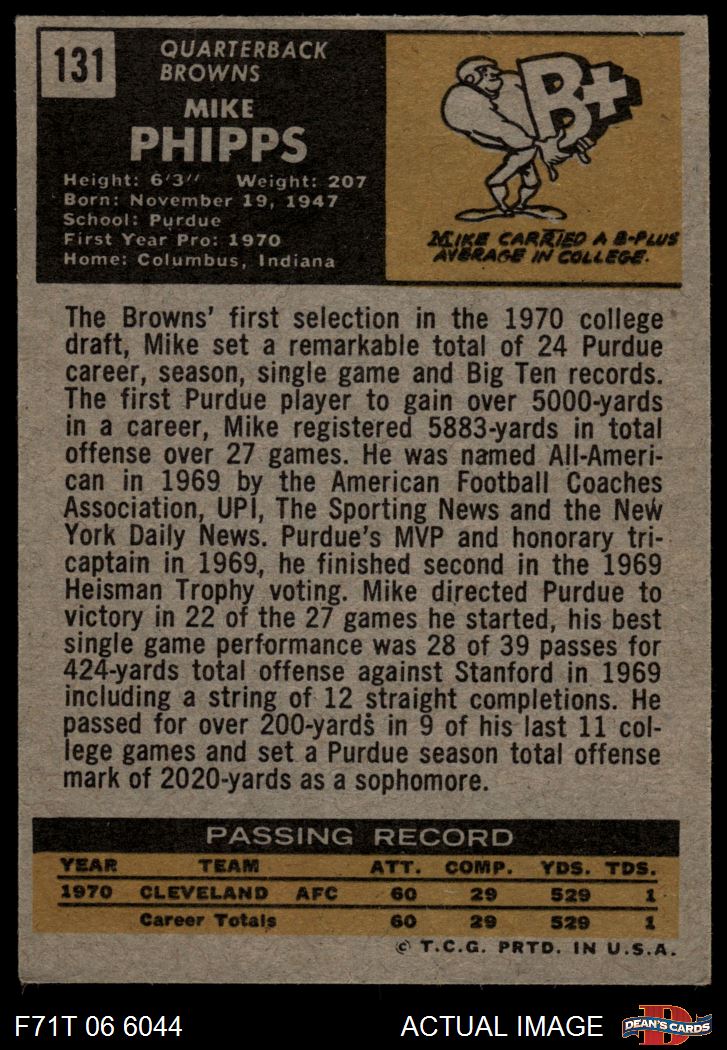 131
QUARTERBACK
BROWNS
MIKE
PHIPPS
Height: 6'3" Weight: 207
Born: November 19, 1947
School: Purdue
First Year Pro: 1970
Home: Columbus, Indiana
B+
MIKE CARRIED A B-PLUS
AVERAGE IN COLLEGE.
The Browns' first selection in the 1970 college
draft, Mike set a remarkable total of 24 Purdue
career, season, single game and Big Ten records.
The first Purdue player to gain over 5000-yards
in a career, Mike registered 5883-yards in total
offense over 27 games. He was named All-Ameri-
can in 1969 by the American Football Coaches
Association, UPI, The Sporting News and the New
York Daily News. Purdue's MVP and honorary tri-
captain in 1969, he finished second in the 1969
Heisman Trophy voting. Mike directed Purdue to
victory in 22 of the 27 games he started, his best
single game performance was 28 of 39 passes for
424-yards total offense against Stanford in 1969
including a string of 12 straight completions. He
passed for over 200-yards in 9 of his last 11 col-
lege games and set a Purdue season total offense
mark of 2020-yards as a sophomore.
PASSING RECORD
YEAR TEAM ATT. COMP. YDS. TDS.
1970 CLEVELAND AFC 60 29 529 1
Career Totals 60 29 529 1
© T.C.G. PRTD. IN U.S.A.
F71T 06 6044 ACTUAL IMAGE
D
DEAN'S CARDS